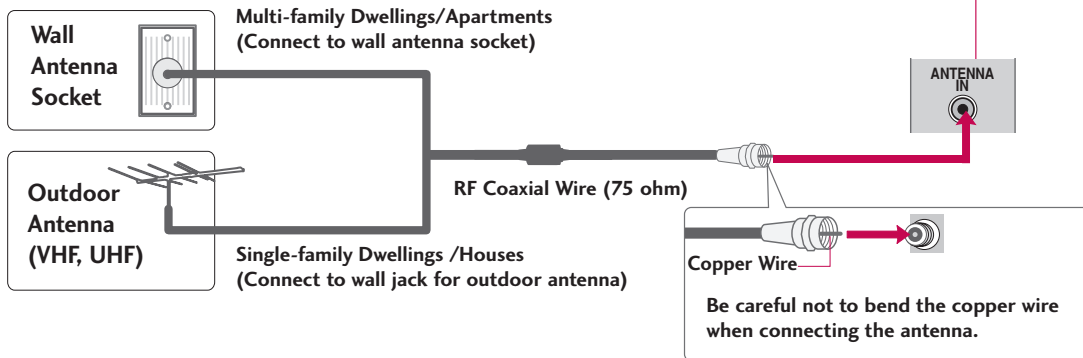 Wall
Antenna
Socket
Multi-family Dwellings/Apartments
(Connect to wall antenna socket)
ANTENNA
IN
Outdoor
Antenna
(VHF, UHF)
RF Coaxial Wire (75 ohm)
Single-family Dwellings /Houses
(Connect to wall jack for outdoor antenna)
Copper Wire
Be careful not to bend the copper wire
when connecting the antenna.